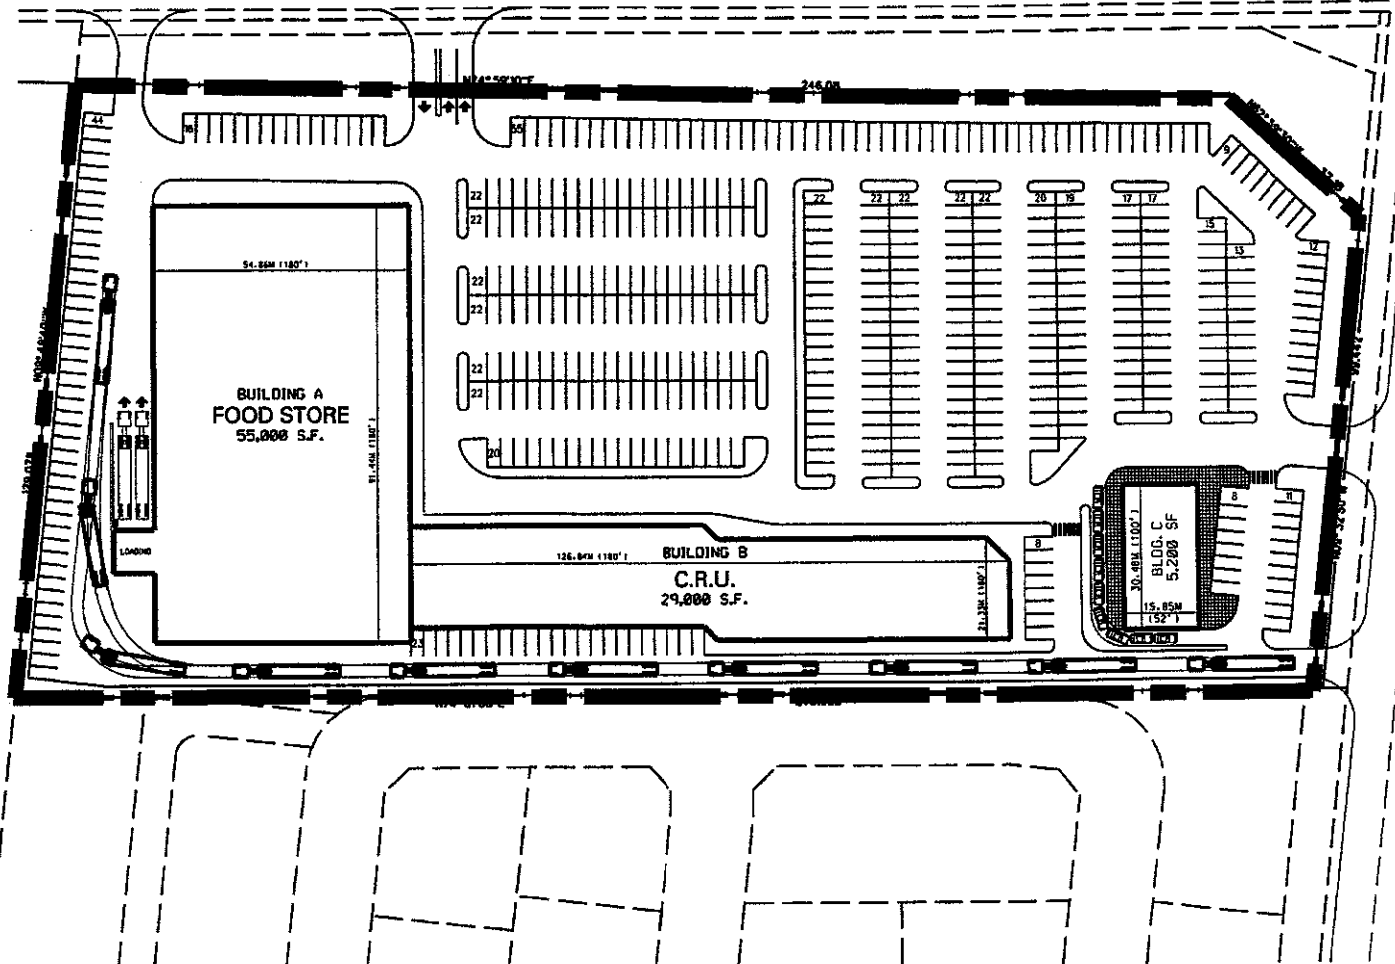 246.08
44
16
55
9
12
22
22
22
22
22
22
20
22
22 22
22 22
20 19
17 17
15
13
54.86M (180')
BUILDING A
FOOD STORE
55,000 S.F.
LOADING
126.84M (180')
BUILDING B
C.R.U.
29,000 S.F.
8
30.48M (100')
BLDG. C
5,200 SF
15.85M
(52')
8
11